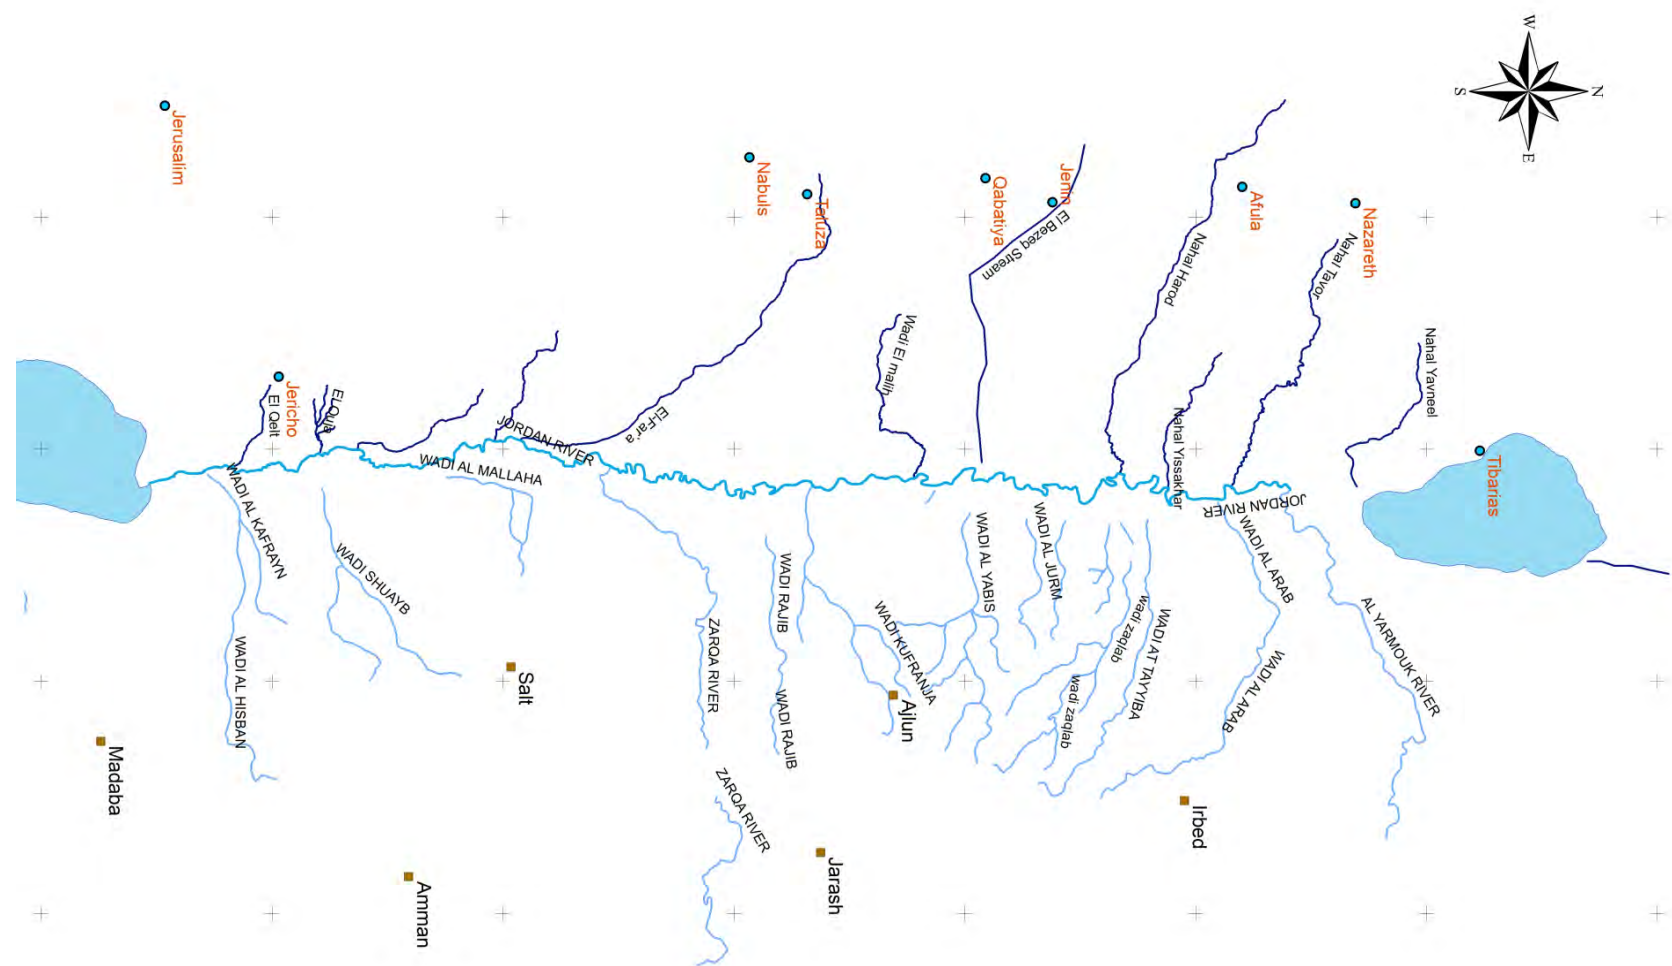 W
N
S
E
Jerusalim
Nabuls
Taluza
Qabatiya
Jenin
Afula
Nazareth
El Bezeq Stream
Nahal Harod
Nahal Tavor
Wadi El malih
Nahal Yavneel
Jericho
El Qelt
El Quja
El-Far'a
Nahal Yissakhar
Tibarias
JORDAN RIVER
WADI AL MALLAHA
JORDAN RIVER
WADI AL KAFRAYN
WADI SHUAYB
WADI AL HISBAN
ZARQA RIVER
ZARQA RIVER
WADI RAJIB
WADI RAJIB
WADI KUFRANJA
WADI AL YABIS
WADI AL JURM
wadi zaqlab
wadi zaqlab
WADI AT TAYYIBA
WADI AL ARAB
WADI AL ARAB
AL YARMOUK RIVER
Salt
Ajlun
Madaba
Irbed
Jarash
Amman